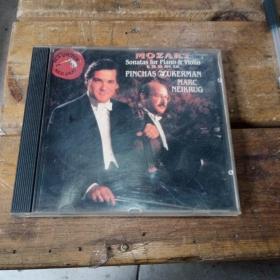 MOZART
Sonatas for Piano & Violin
PINCHAS ZUKERMAN
MARC
NEIKRUG